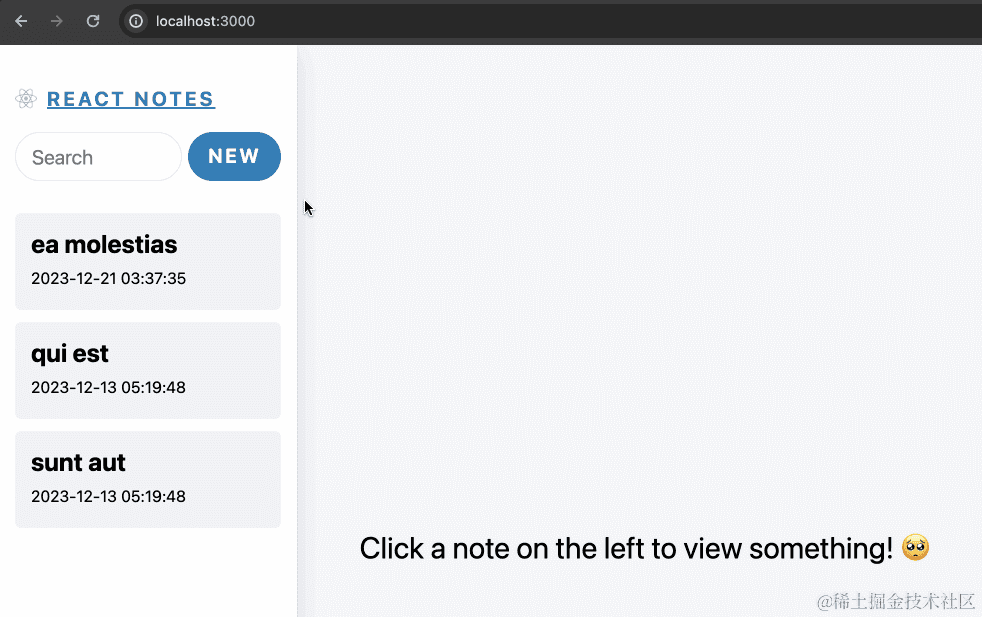 localhost:3000
REACT NOTES
Search
NEW
ea molestias
2023-12-21 03:37:35
qui est
2023-12-13 05:19:48
sunt aut
2023-12-13 05:19:48
Click a note on the left to view something! 🥺
@稀土掘金技术社区